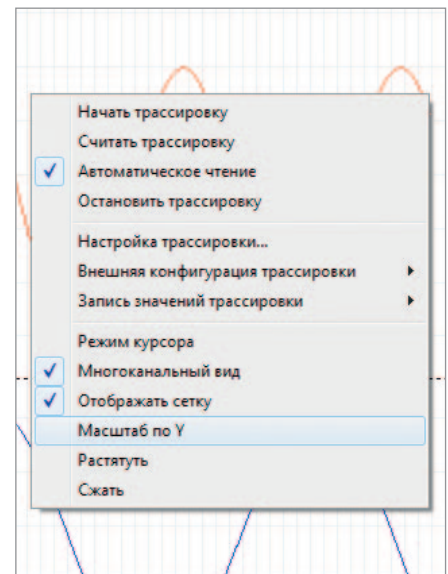 Начать трассировку
Считать трассировку
Автоматическое чтение
Остановить трассировку
Настройка трассировки...
Внешняя конфигурация трассировки
Запись значений трассировки
Режим курсора
Многоканальный вид
Отображать сетку
Масштаб по Y
Растятуть
Сжать